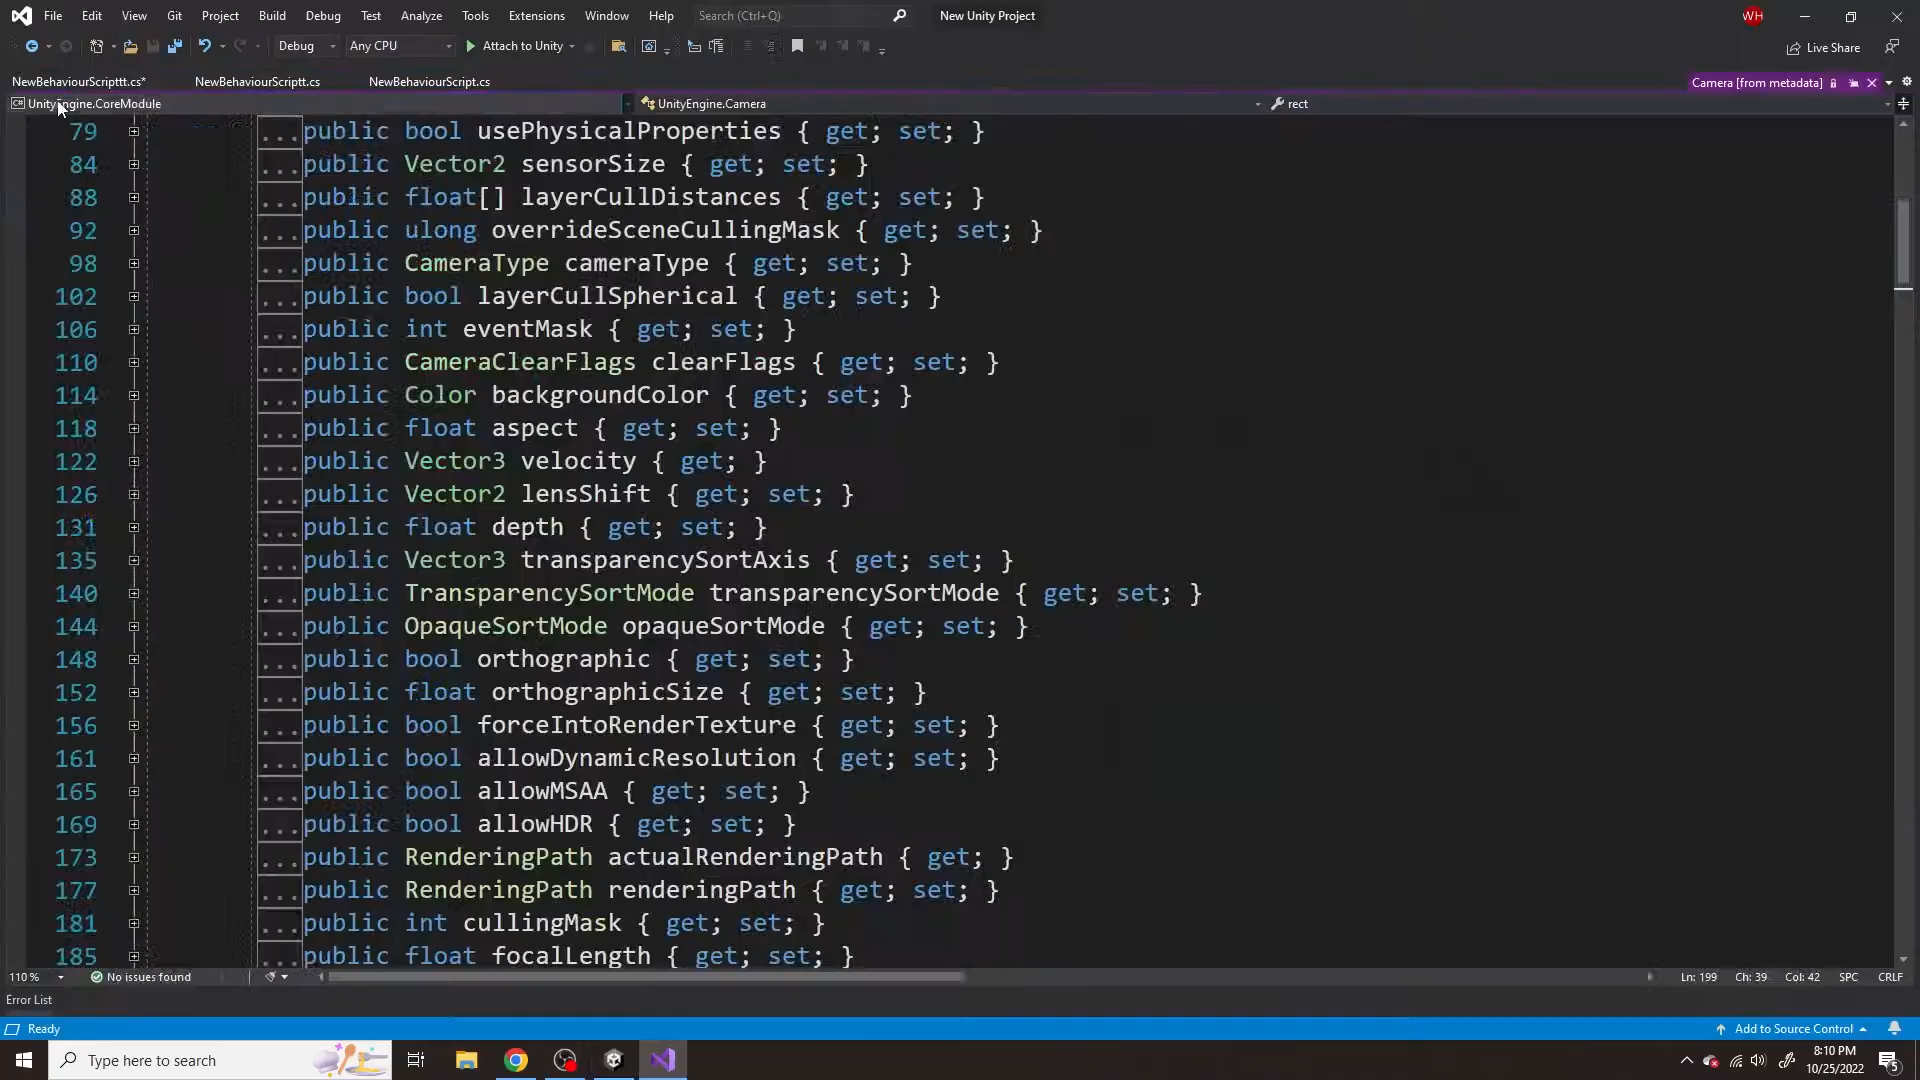 File Edit View Git Project Build Debug Test Analyze Tools Extensions Window Help Search (Ctrl+Q) New Unity Project WH
Debug Any CPU Attach to Unity Live Share
NewBehaviourScripttt.cs* NewBehaviourScriptt.cs NewBehaviourScript.cs Camera [from metadata]
C# UnityEngine.CoreModule UnityEngine.Camera rect
79 ...public bool usePhysicalProperties { get; set; }
84 ...public Vector2 sensorSize { get; set; }
88 ...public float[] layerCullDistances { get; set; }
92 ...public ulong overrideSceneCullingMask { get; set; }
98 ...public CameraType cameraType { get; set; }
102 ...public bool layerCullSpherical { get; set; }
106 ...public int eventMask { get; set; }
110 ...public CameraClearFlags clearFlags { get; set; }
114 ...public Color backgroundColor { get; set; }
118 ...public float aspect { get; set; }
122 ...public Vector3 velocity { get; }
126 ...public Vector2 lensShift { get; set; }
131 ...public float depth { get; set; }
135 ...public Vector3 transparencySortAxis { get; set; }
140 ...public TransparencySortMode transparencySortMode { get; set; }
144 ...public OpaqueSortMode opaqueSortMode { get; set; }
148 ...public bool orthographic { get; set; }
152 ...public float orthographicSize { get; set; }
156 ...public bool forceIntoRenderTexture { get; set; }
161 ...public bool allowDynamicResolution { get; set; }
165 ...public bool allowMSAA { get; set; }
169 ...public bool allowHDR { get; set; }
173 ...public RenderingPath actualRenderingPath { get; }
177 ...public RenderingPath renderingPath { get; set; }
181 ...public int cullingMask { get; set; }
185 ...public float focalLength { get; set; }
110 % No issues found Ln: 199 Ch: 39 Col: 42 SPC CRLF
Error List
Ready Add to Source Control
Type here to search 8:10 PM
10/25/2022 5